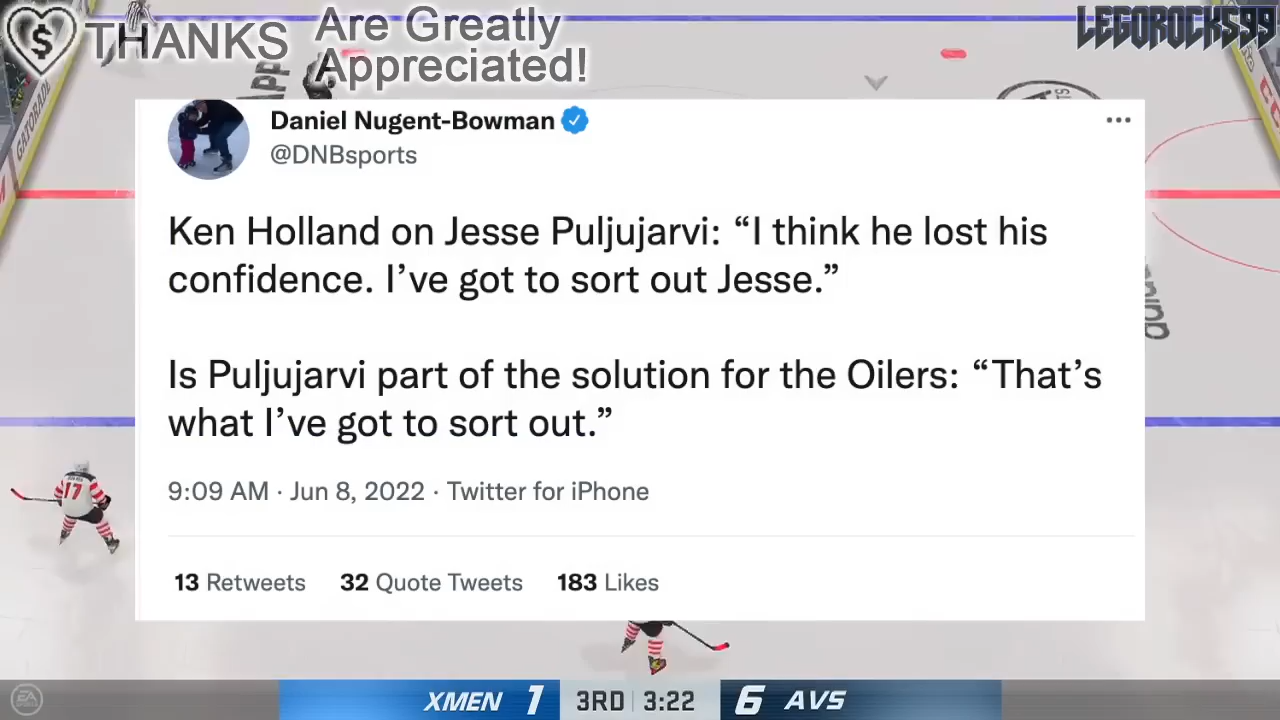 THANKS Are Greatly
Appreciated!
LEGOROCKS99
GATORADE
Daniel Nugent-Bowman
@DNBsports
Ken Holland on Jesse Puljujarvi: “I think he lost his
confidence. I’ve got to sort out Jesse.”
Is Puljujarvi part of the solution for the Oilers: “That’s
what I’ve got to sort out.”
9:09 AM · Jun 8, 2022 · Twitter for iPhone
13 Retweets 32 Quote Tweets 183 Likes
17
XMEN 1 3RD 3:22 6 AVS